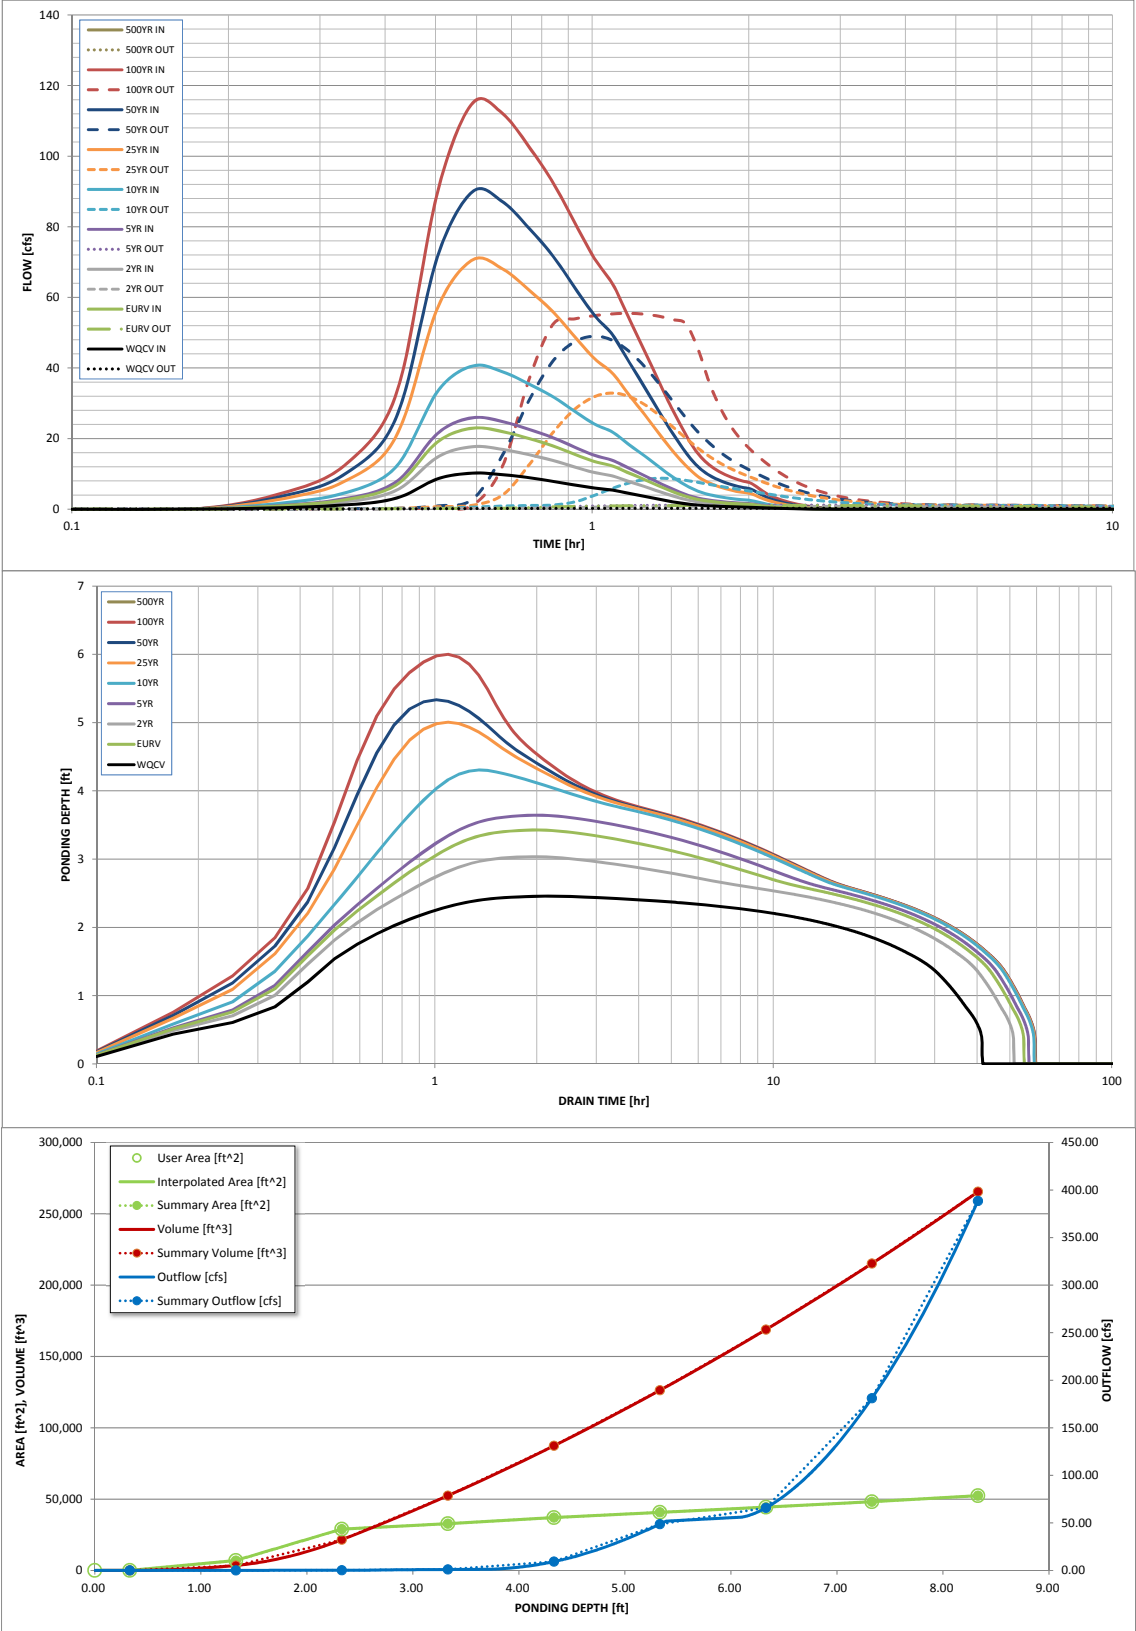 140
120
100
80
60
40
20
0
FLOW [cfs]
500YR IN
500YR OUT
100YR IN
100YR OUT
50YR IN
50YR OUT
25YR IN
25YR OUT
10YR IN
10YR OUT
5YR IN
5YR OUT
2YR IN
2YR OUT
EURV IN
EURV OUT
WQCV IN
WQCV OUT
0.1
1
10
TIME [hr]
7
6
5
4
3
2
1
0
PONDING DEPTH [ft]
500YR
100YR
50YR
25YR
10YR
5YR
2YR
EURV
WQCV
0.1
1
10
100
DRAIN TIME [hr]
300,000
250,000
200,000
150,000
100,000
50,000
0
AREA [ft^2], VOLUME [ft^3]
User Area [ft^2]
Interpolated Area [ft^2]
Summary Area [ft^2]
Volume [ft^3]
Summary Volume [ft^3]
Outflow [cfs]
Summary Outflow [cfs]
450.00
400.00
350.00
300.00
250.00
200.00
150.00
100.00
50.00
0.00
OUTFLOW [cfs]
0.00
1.00
2.00
3.00
4.00
5.00
6.00
7.00
8.00
9.00
PONDING DEPTH [ft]